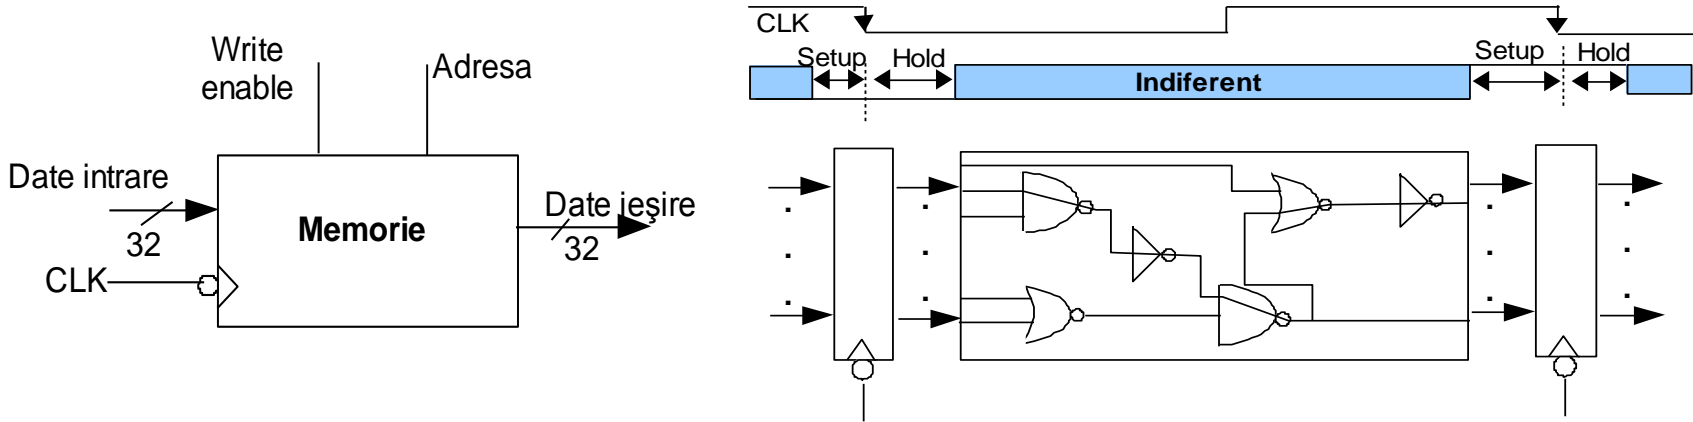 Write
enable
Adresa
Date intrare
32
CLK
Memorie
Date ieşire
32
CLK
Setup
Hold
Setup
Hold
Indiferent